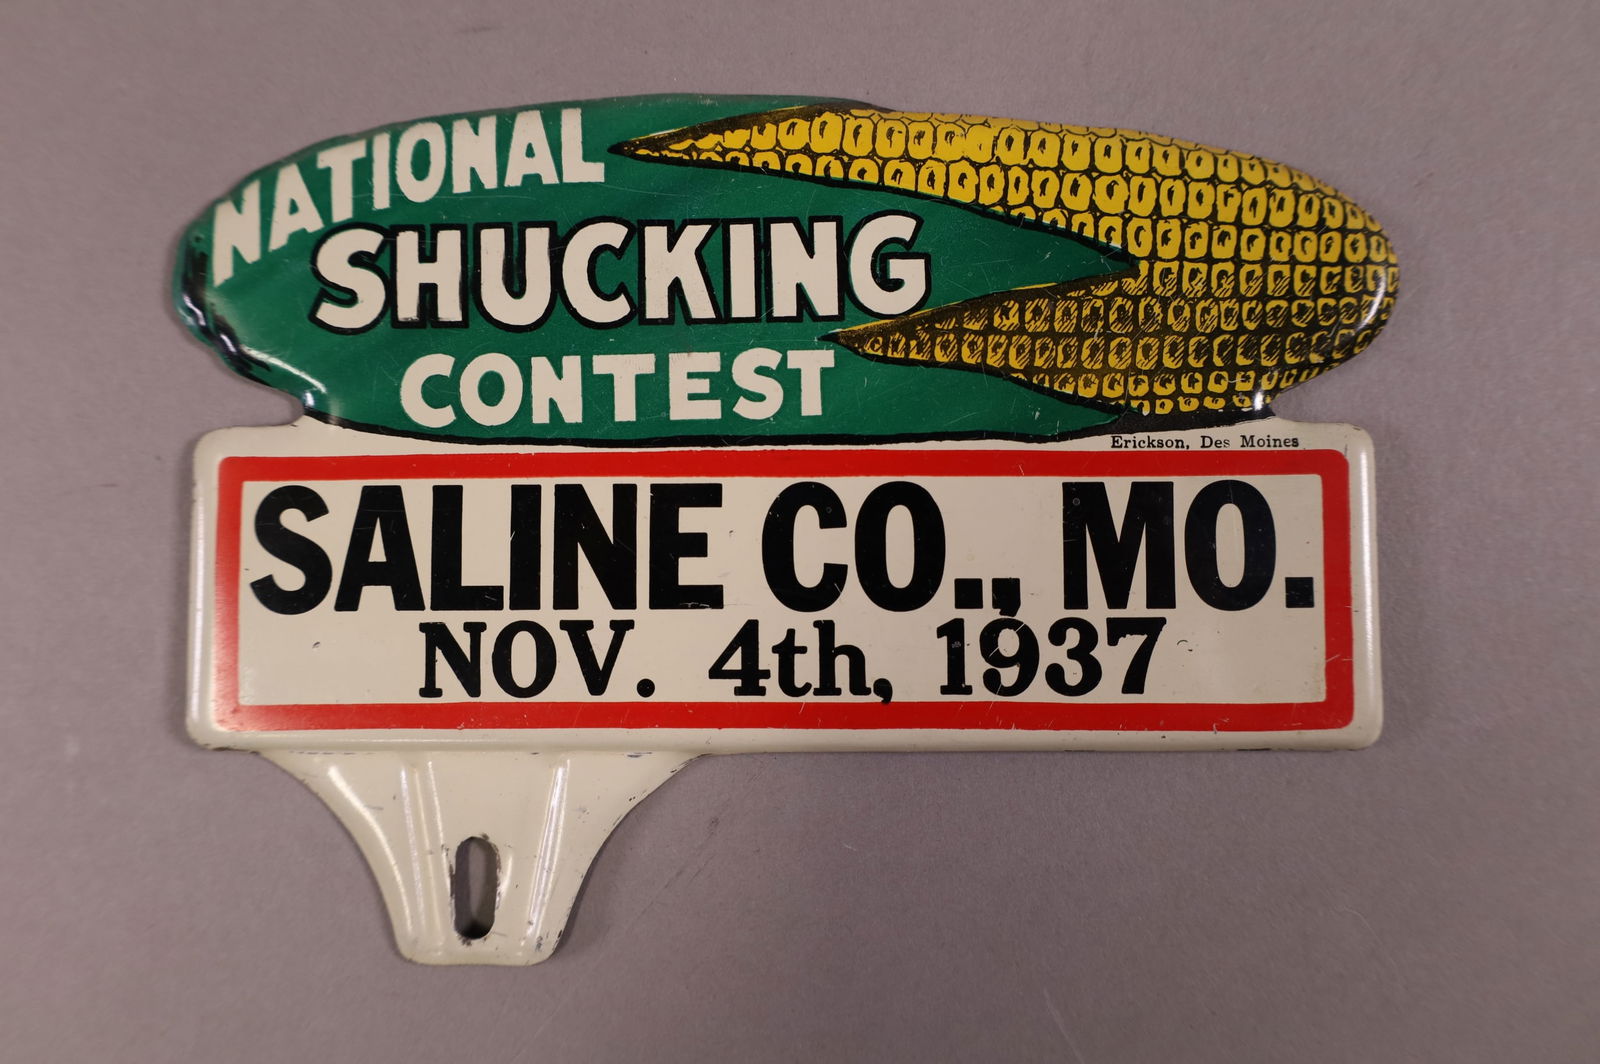 NATIONAL
SHUCKING
CONTEST
Erickson, Des Moines
SALINE CO., MO.
NOV. 4th, 1937